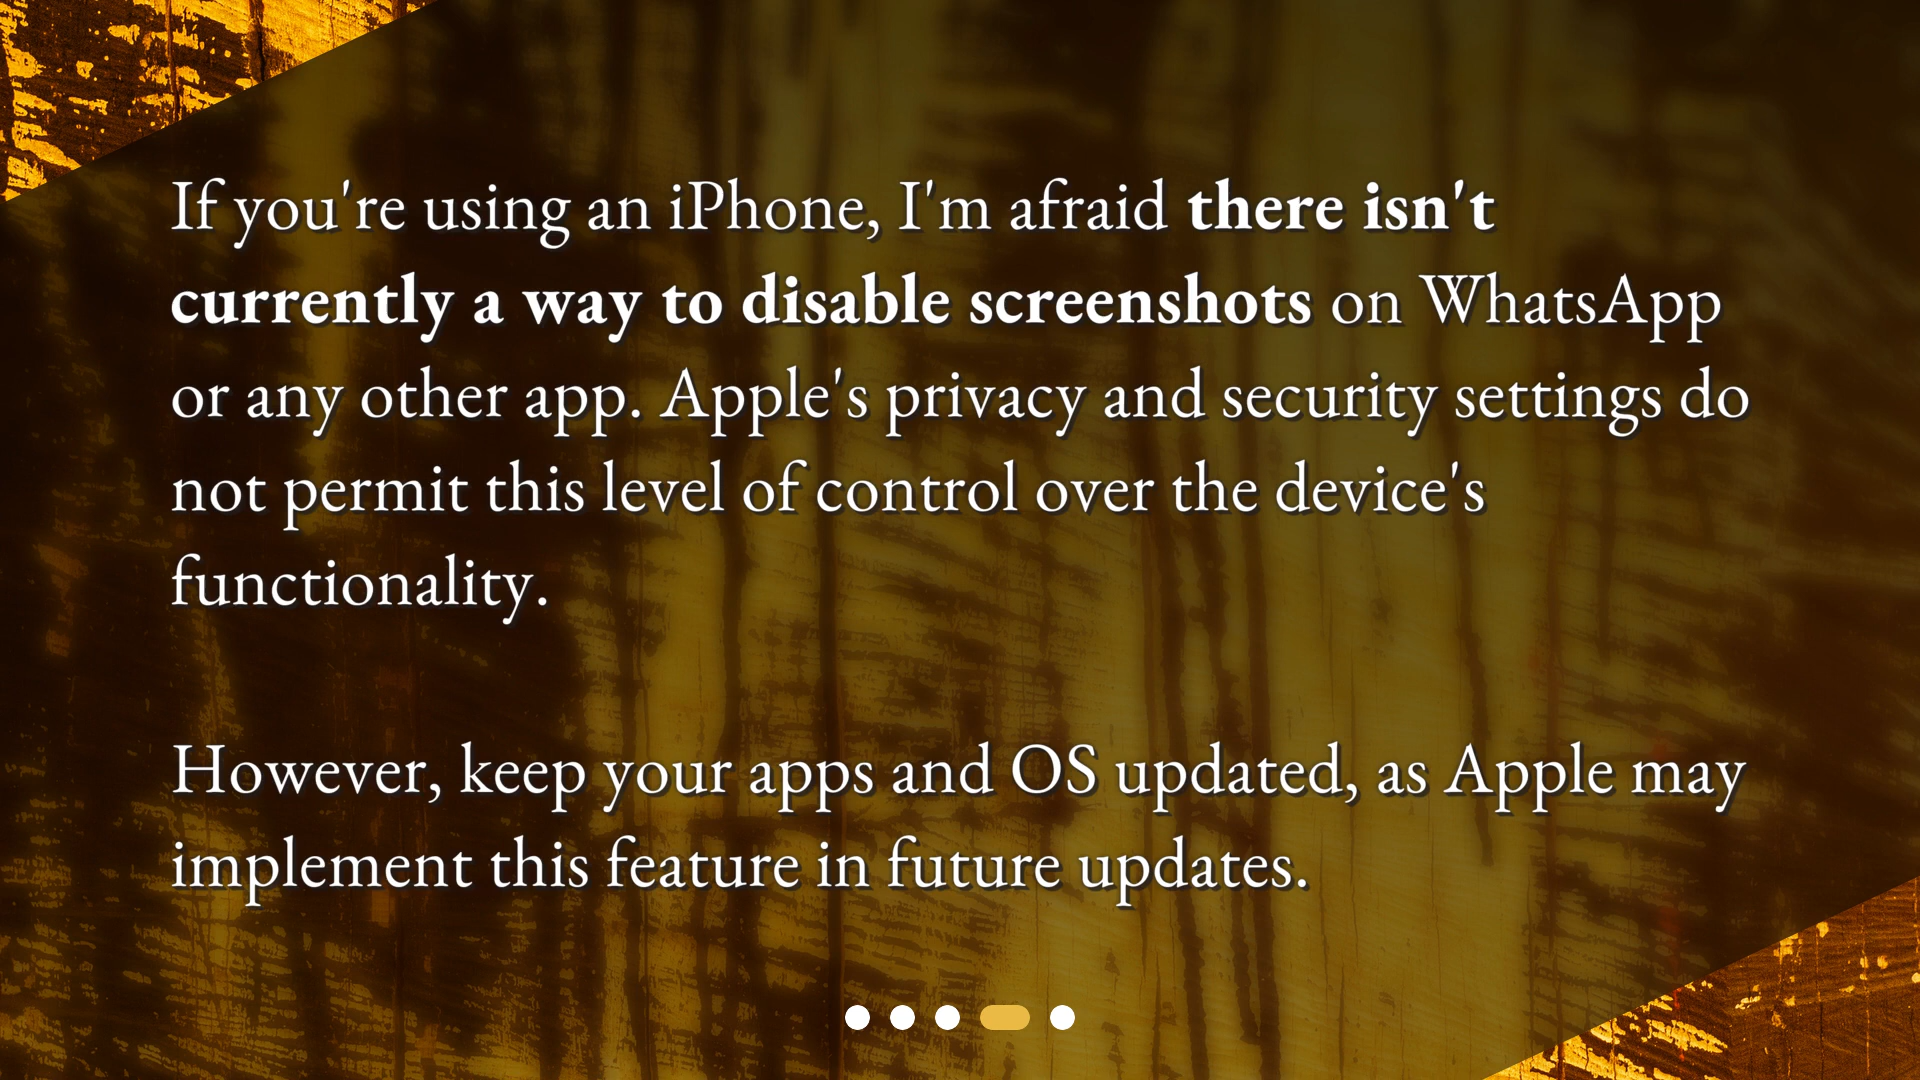 If you're using an iPhone, I'm afraid there isn't
currently a way to disable screenshots on WhatsApp
or any other app. Apple's privacy and security settings do
not permit this level of control over the device's
functionality.
However, keep your apps and OS updated, as Apple may
implement this feature in future updates.